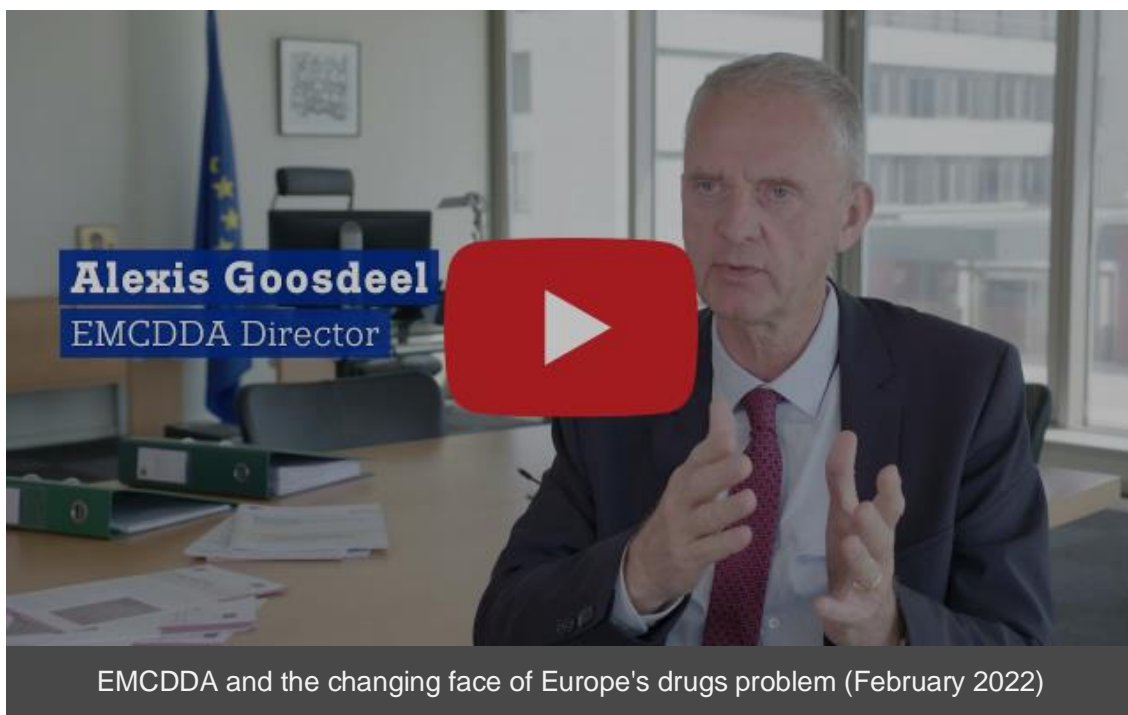 Alexis Goosdeel
EMCDDA Director
EMCDDA and the changing face of Europe's drugs problem (February 2022)